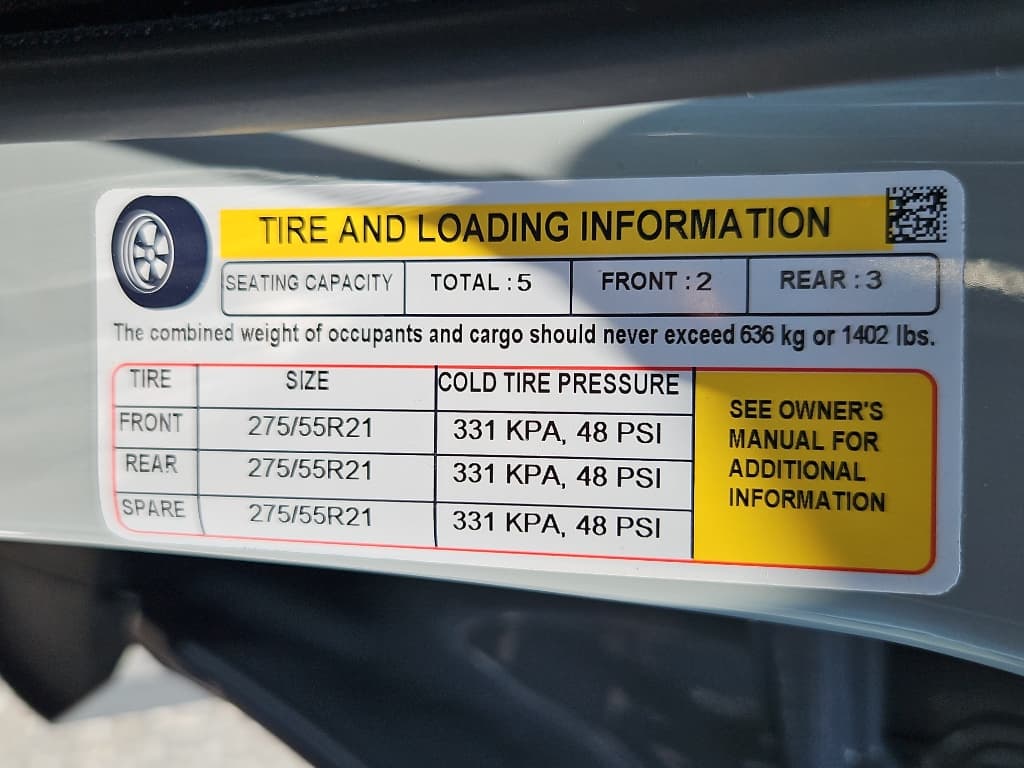 TIRE AND LOADING INFORMATION
SEATING CAPACITY TOTAL : 5 FRONT : 2 REAR : 3
The combined weight of occupants and cargo should never exceed 636 kg or 1402 lbs.
TIRE SIZE COLD TIRE PRESSURE
FRONT 275/55R21 331 KPA, 48 PSI
REAR 275/55R21 331 KPA, 48 PSI
SPARE 275/55R21 331 KPA, 48 PSI
SEE OWNER'S
MANUAL FOR
ADDITIONAL
INFORMATION